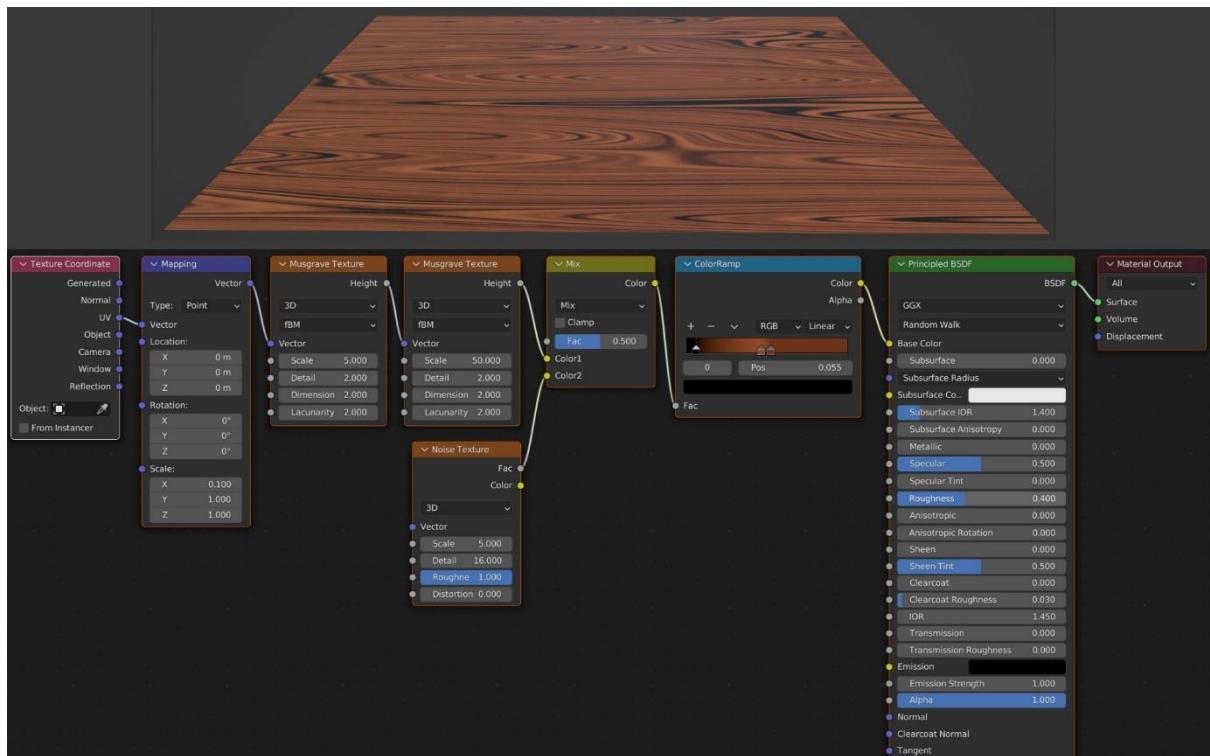 Texture Coordinate
Generated
Normal
UV
Object
Camera
Window
Reflection
Object:
From Instancer
Mapping
Vector
Type: Point
Vector
Location:
X 0 m
Y 0 m
Z 0 m
Rotation:
X 0°
Y 0°
Z 0°
Scale:
X 0.100
Y 1.000
Z 1.000
Musgrave Texture
Height
3D
fBM
Vector
Scale 5.000
Detail 2.000
Dimension 2.000
Lacunarity 2.000
Musgrave Texture
Height
3D
fBM
Vector
Scale 50.000
Detail 2.000
Dimension 2.000
Lacunarity 2.000
Noise Texture
Fac
Color
3D
Vector
Scale 5.000
Detail 16.000
Roughne 1.000
Distortion 0.000
Mix
Color
Mix
Clamp
Fac 0.500
Color1
Color2
ColorRamp
Color
Alpha
+ − RGB Linear
0 Pos 0.055
Fac
Principled BSDF
BSDF
GGX
Random Walk
Base Color
Subsurface 0.000
Subsurface Radius
Subsurface Co...
Subsurface IOR 1.400
Subsurface Anisotropy 0.000
Metallic 0.000
Specular 0.500
Specular Tint 0.000
Roughness 0.400
Anisotropic 0.000
Anisotropic Rotation 0.000
Sheen 0.000
Sheen Tint 0.500
Clearcoat 0.000
Clearcoat Roughness 0.030
IOR 1.450
Transmission 0.000
Transmission Roughness 0.000
Emission
Emission Strength 1.000
Alpha 1.000
Normal
Clearcoat Normal
Tangent
Material Output
All
Surface
Volume
Displacement